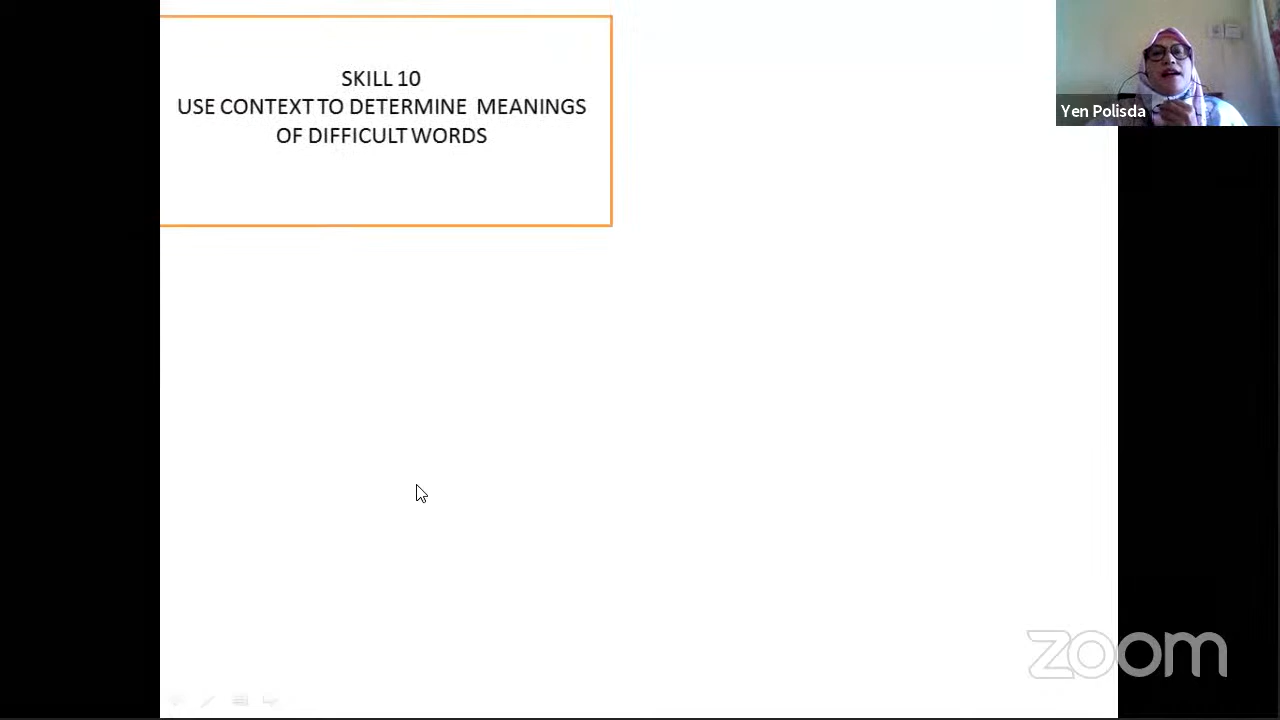 SKILL 10
USE CONTEXT TO DETERMINE MEANINGS
OF DIFFICULT WORDS
Yen Polisda
zoom